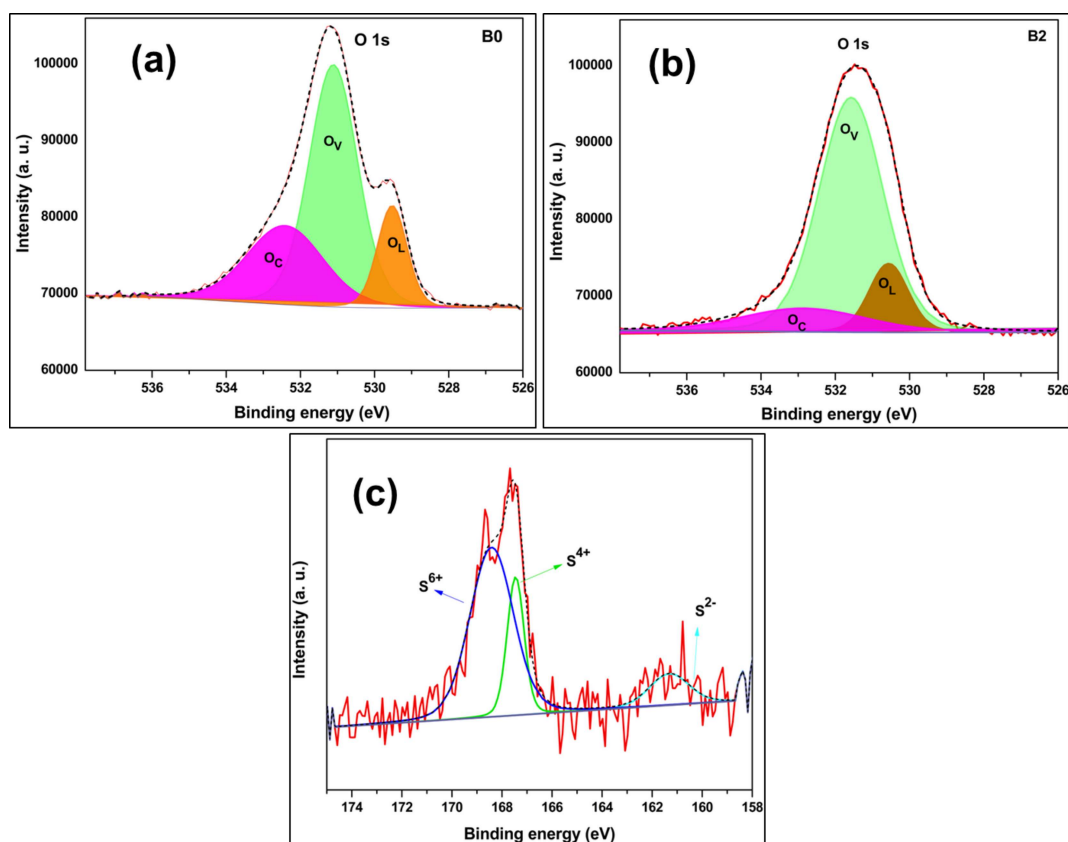 (a)
O 1s
B0
O_V
O_C
O_L
Intensity (a. u.)
100000
90000
80000
70000
60000
536 534 532 530 528 526
Binding energy (eV)
(b)
O 1s
B2
O_V
O_L
O_C
Intensity (a. u.)
100000
90000
80000
70000
60000
536 534 532 530 528 526
Binding energy (eV)
(c)
S^6+
S^4+
S^2-
Intensity (a. u.)
174 172 170 168 166 164 162 160 158
Binding energy (eV)